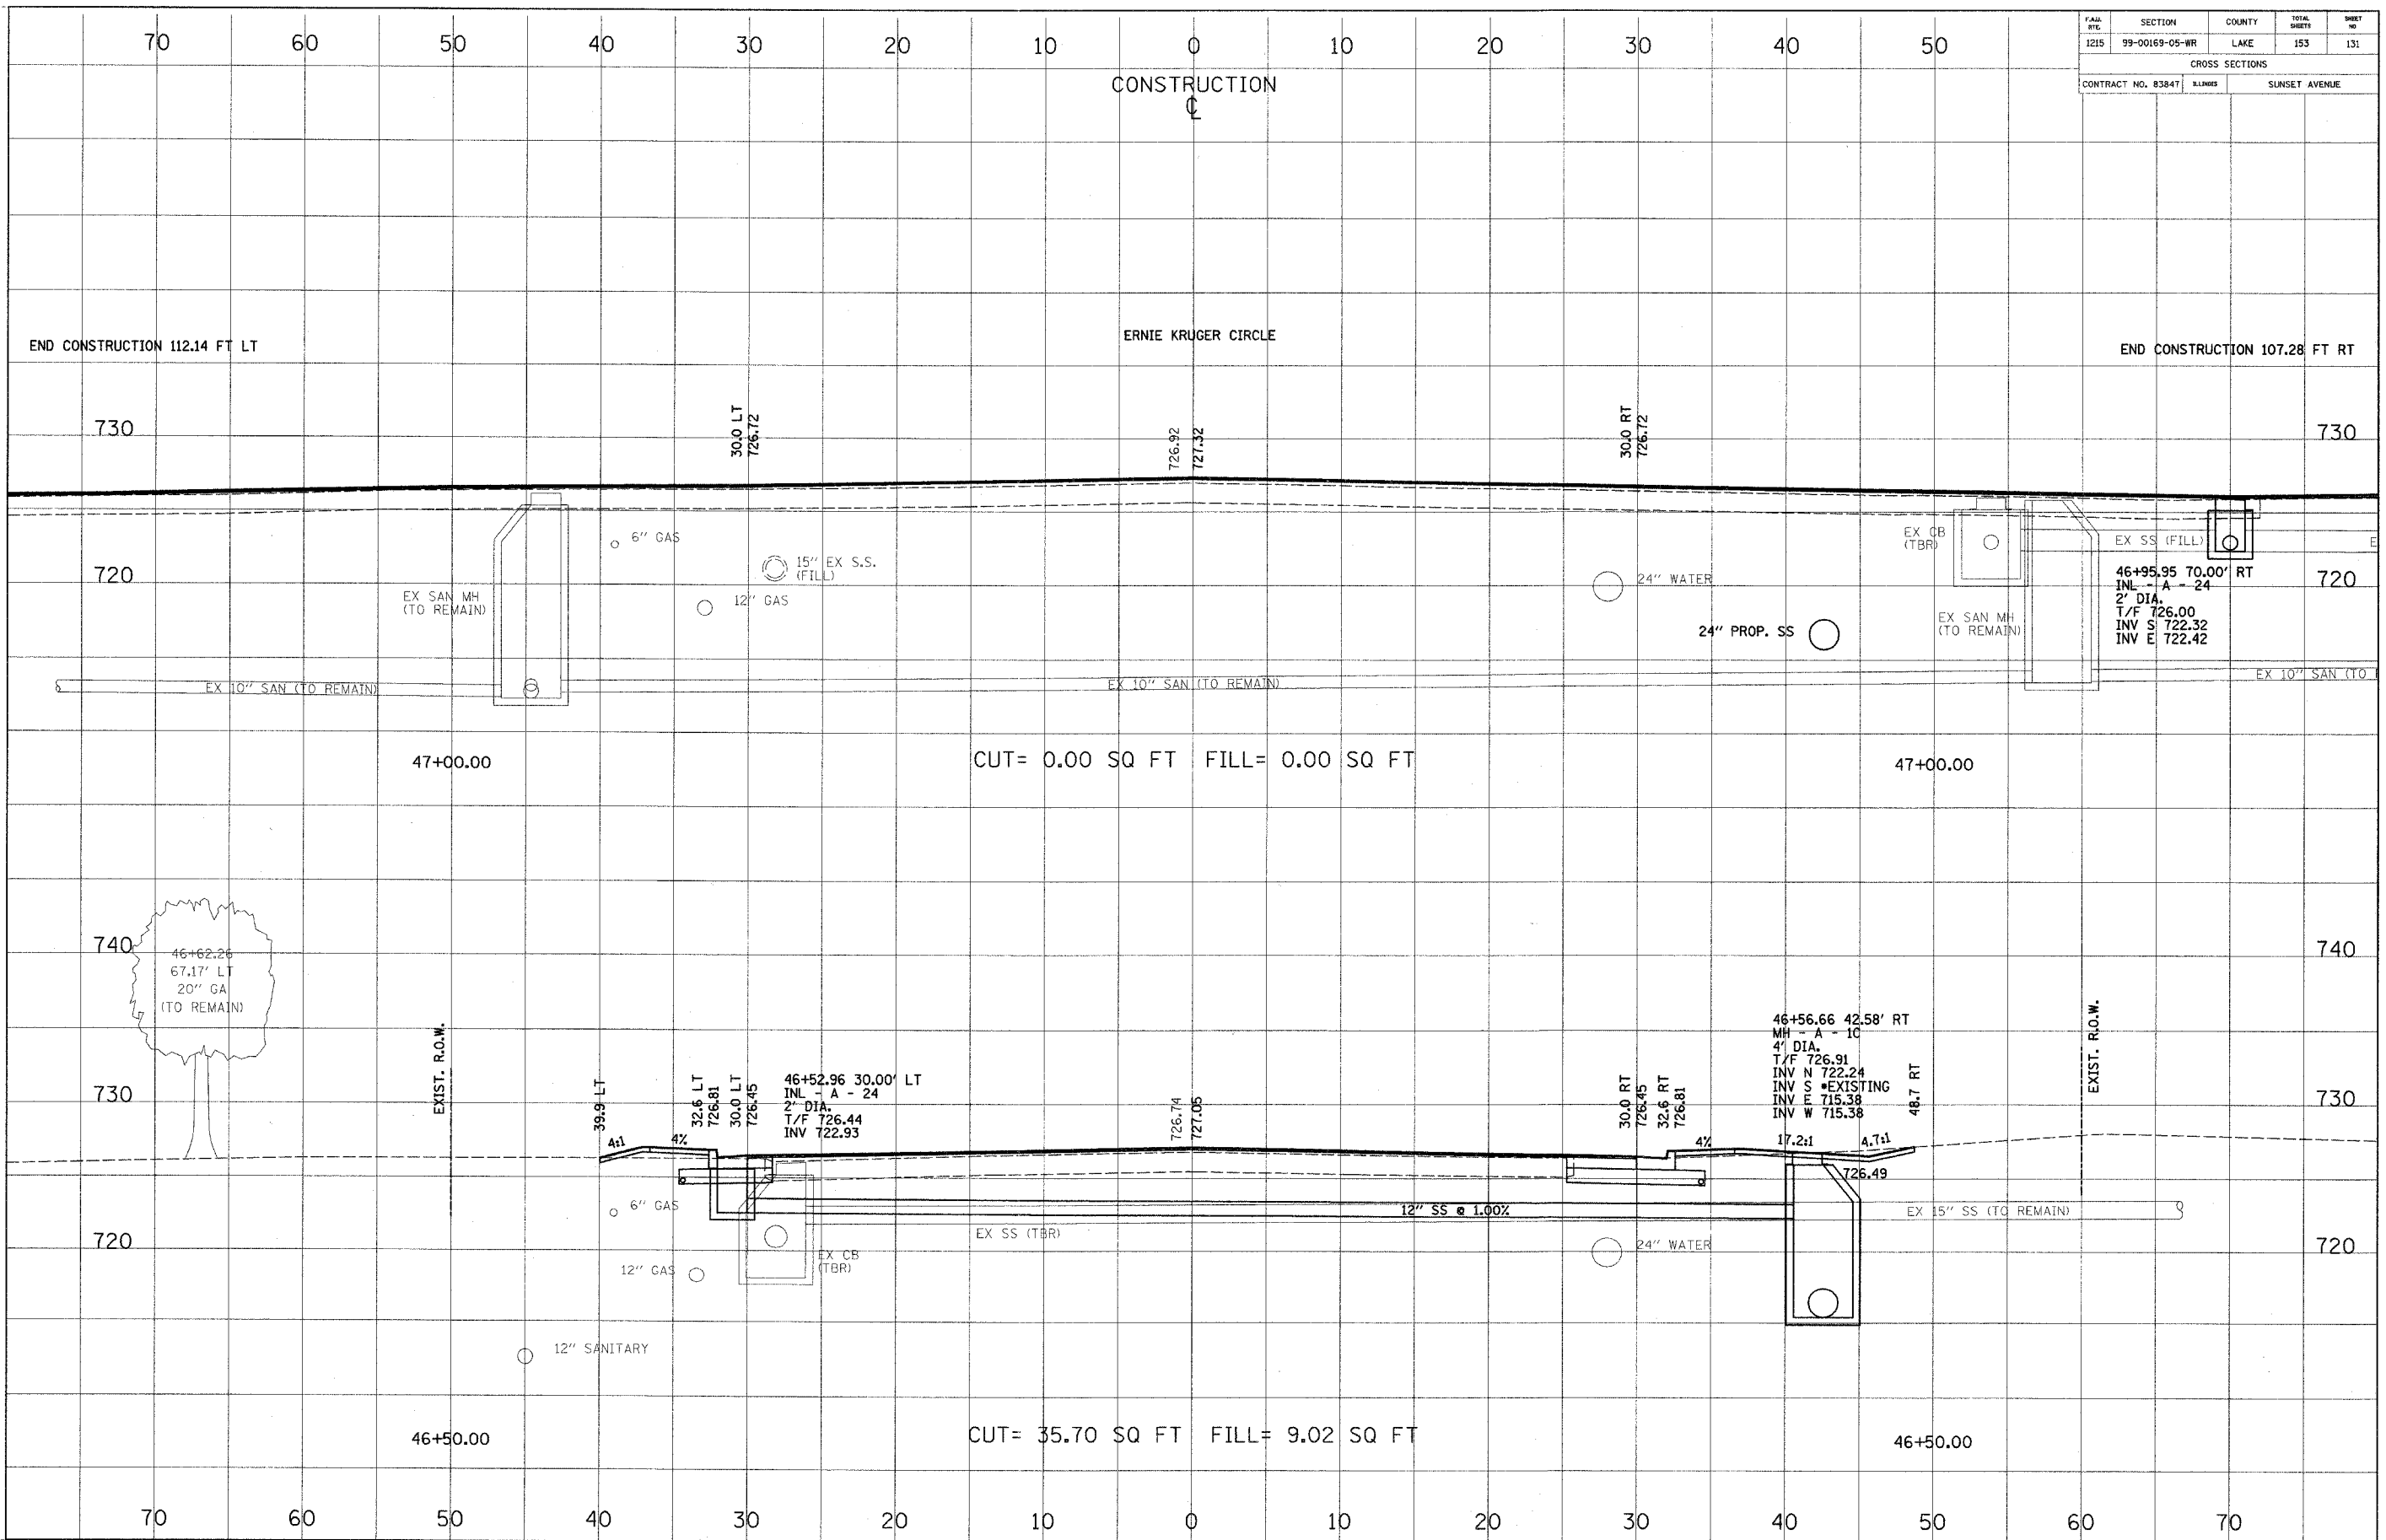 F.A.U. RTE. SECTION COUNTY TOTAL SHEETS SHEET NO
1215 99-00169-05-WR LAKE 153 131
CROSS SECTIONS
CONTRACT NO. 83847 ILLINOIS SUNSET AVENUE
70 60 50 40 30 20 10 0 10 20 30 40 50
CONSTRUCTION
℄
END CONSTRUCTION 112.14 FT LT
ERNIE KRUGER CIRCLE
END CONSTRUCTION 107.28 FT RT
730
30.0 LT
726.72
726.92
727.32
30.0 RT
726.72
730
6" GAS
15" EX S.S.
(FILL)
12" GAS
EX SAN MH
(TO REMAIN)
720
24" WATER
24" PROP. SS
EX CB
(TBR)
EX SS (FILL)
E
EX SAN MH
(TO REMAIN)
46+95.95 70.00' RT
INL - A - 24
2' DIA.
T/F 726.00
INV S 722.32
INV E 722.42
720
EX 10" SAN (TO REMAIN)
EX 10" SAN (TO REMAIN)
EX 10" SAN (TO
47+00.00
CUT= 0.00 SQ FT FILL= 0.00 SQ FT
47+00.00
740
46+62.26
67.17' LT
20" GA
(TO REMAIN)
740
730
EXIST. R.O.W.
39.9 LT
4:1
4%
32.6 LT
726.81
30.0 LT
726.45
46+52.96 30.00' LT
INL - A - 24
2' DIA.
T/F 726.44
INV 722.93
726.74
727.05
30.0 RT
726.45
32.6 RT
726.81
4%
46+56.66 42.58' RT
MH - A - 1C
4' DIA.
T/F 726.91
INV N 722.24
INV S *EXISTING
INV E 715.38
INV W 715.38
17.2:1
4.7:1
48.7 RT
726.49
EXIST. R.O.W.
730
6" GAS
12" SS @ 1.00%
EX 15" SS (TO REMAIN)
EX SS (TBR)
720
EX CB
(TBR)
12" GAS
24" WATER
720
12" SANITARY
46+50.00
CUT= 35.70 SQ FT FILL= 9.02 SQ FT
46+50.00
70 60 50 40 30 20 10 0 10 20 30 40 50 60 70